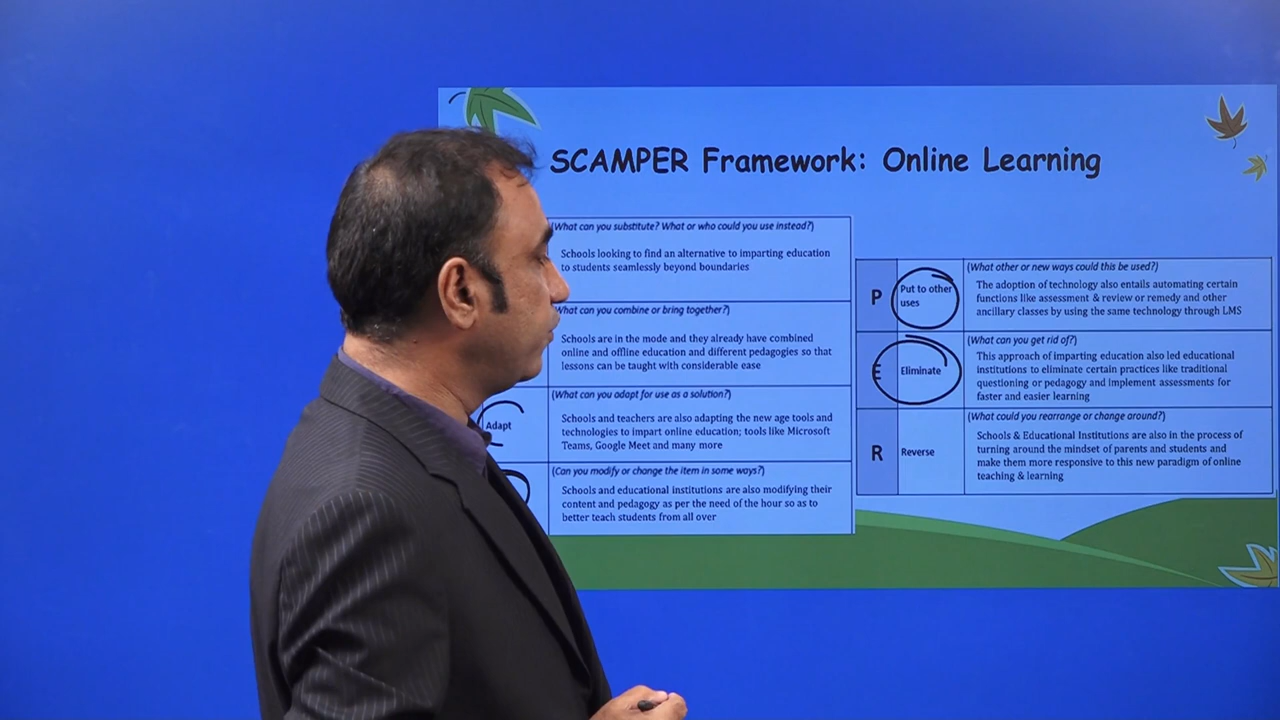 SCAMPER Framework: Online Learning
(What can you substitute? What or who could you use instead?)
Schools looking to find an alternative to imparting education
to students seamlessly beyond boundaries
What can you combine or bring together?)
Schools are in the mode and they already have combined
online and offline education and different pedagogies so that
lessons can be taught with considerable ease
Adapt
(What can you adapt for use as a solution?)
Schools and teachers are also adapting the new age tools and
technologies to impart online education; tools like Microsoft
Teams, Google Meet and many more
(Can you modify or change the item in some ways?)
Schools and educational institutions are also modifying their
content and pedagogy as per the need of the hour so as to
better teach students from all over
P
Put to other
uses
(What other or new ways could this be used?)
The adoption of technology also entails automating certain
functions like assessment & review or remedy and other
ancillary classes by using the same technology through LMS
E
Eliminate
(What can you get rid of?)
This approach of imparting education also led educational
institutions to eliminate certain practices like traditional
questioning or pedagogy and implement assessments for
faster and easier learning
R
Reverse
(What could you rearrange or change around?)
Schools & Educational Institutions are also in the process of
turning around the mindset of parents and students and
make them more responsive to this new paradigm of online
teaching & learning